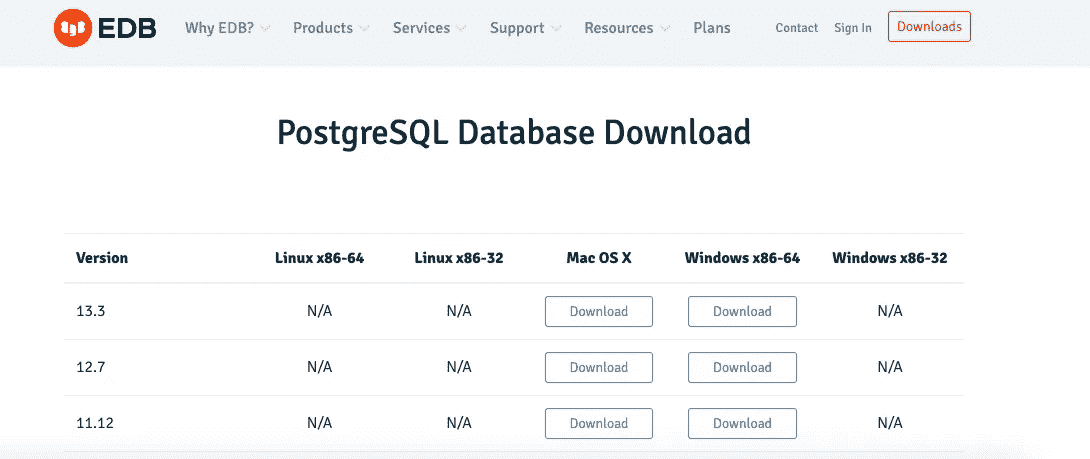 EDB Why EDB? Products Services Support Resources Plans Contact Sign In Downloads
PostgreSQL Database Download
Version Linux x86-64 Linux x86-32 Mac OS X Windows x86-64 Windows x86-32
13.3 N/A N/A Download Download N/A
12.7 N/A N/A Download Download N/A
11.12 N/A N/A Download Download N/A